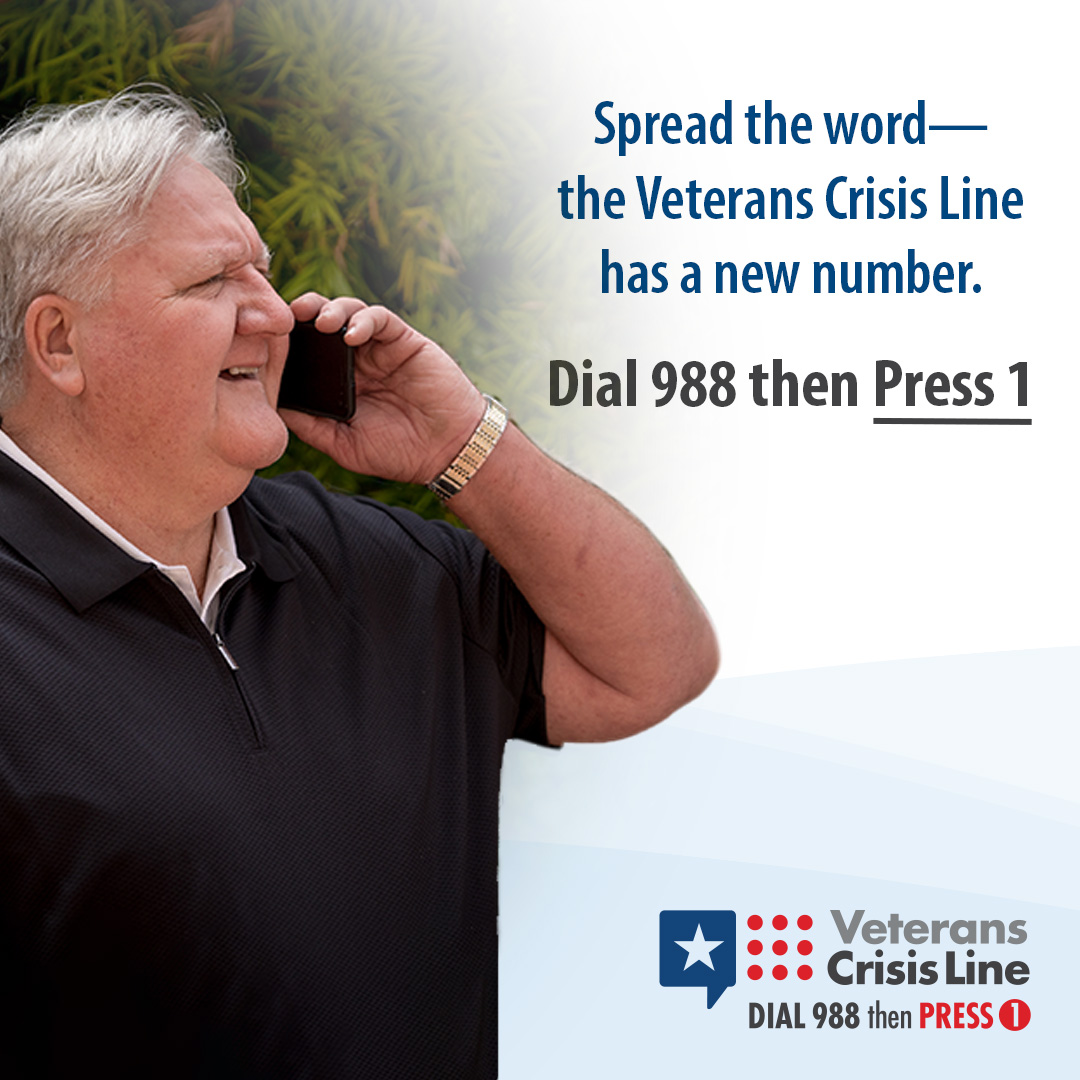 Spread the word—
the Veterans Crisis Line
has a new number.
Dial 988 then Press 1
Veterans
Crisis Line
DIAL 988 then PRESS 1